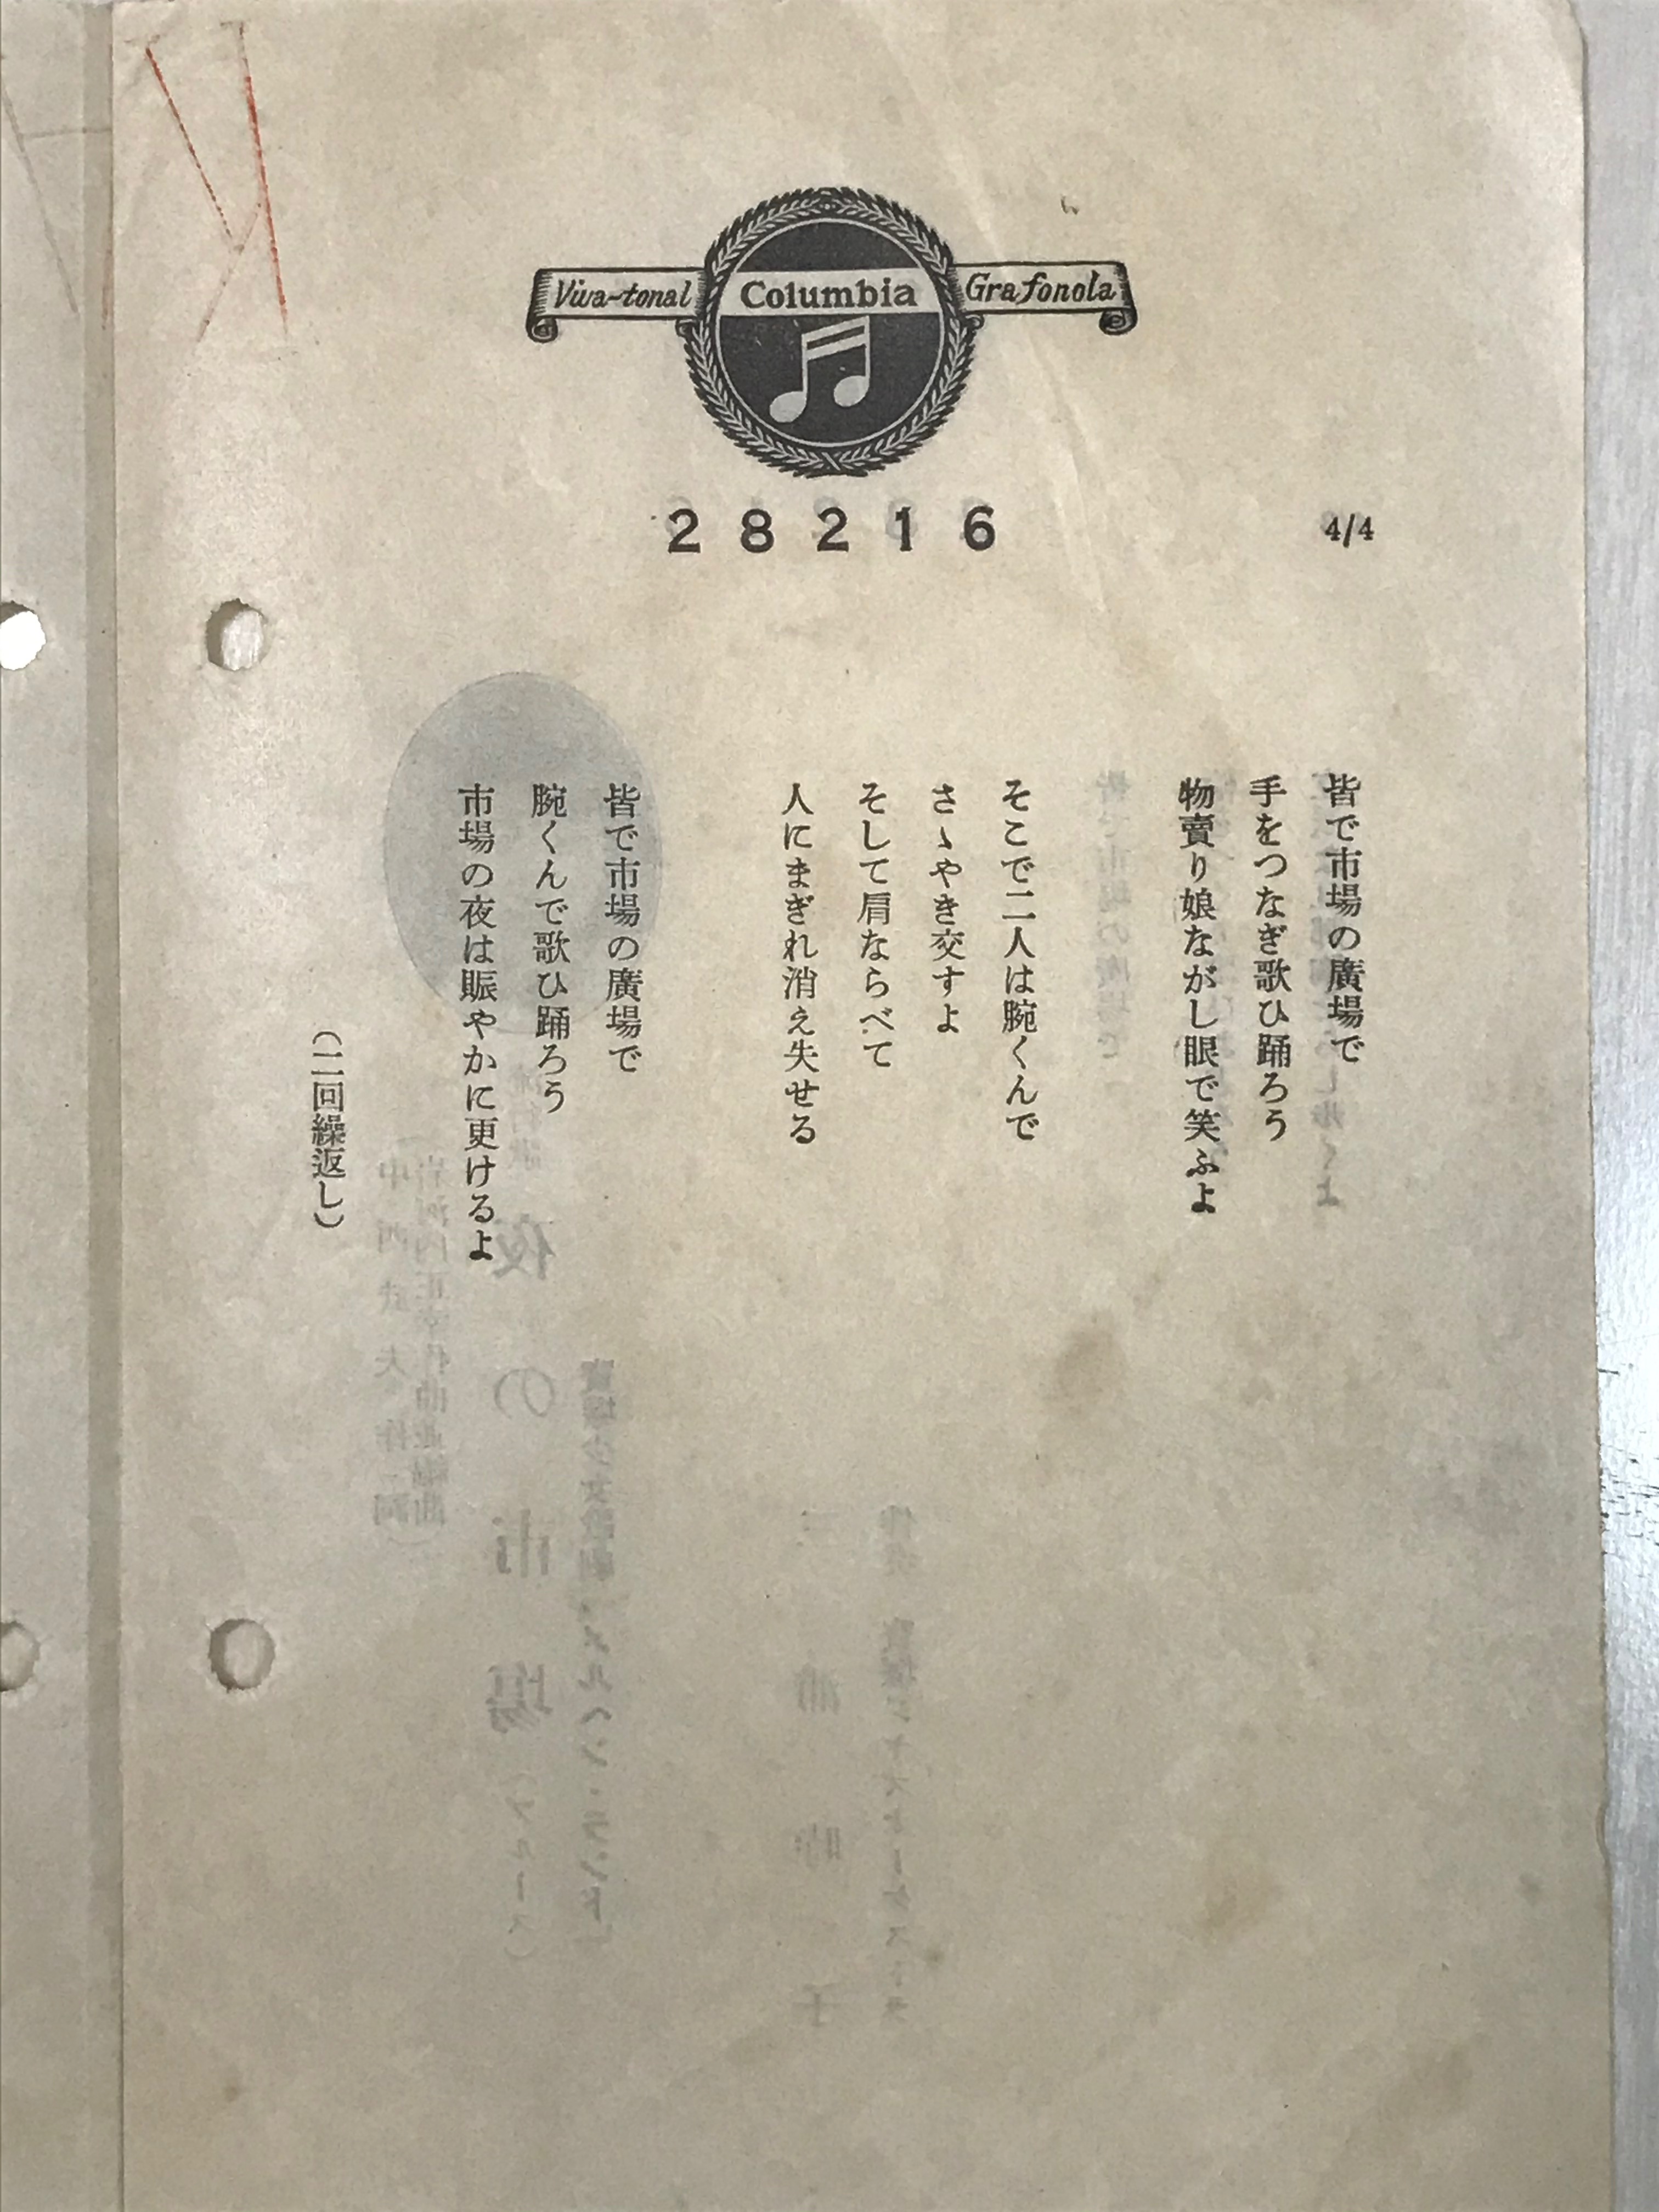 Viva-tonal Columbia Grafonola
28216
4/4
皆で市場の廣場で
手をつなぎ歌ひ踊ろう
物賣り娘ながし眼で笑ふよ
そこで二人は腕くんで
さゝやき交すよ
そして肩ならべて
人にまぎれ消え失せる
皆で市場の廣場で
腕くんで歌ひ踊ろう
市場の夜は賑やかに更けるよ
(二回繰返し)